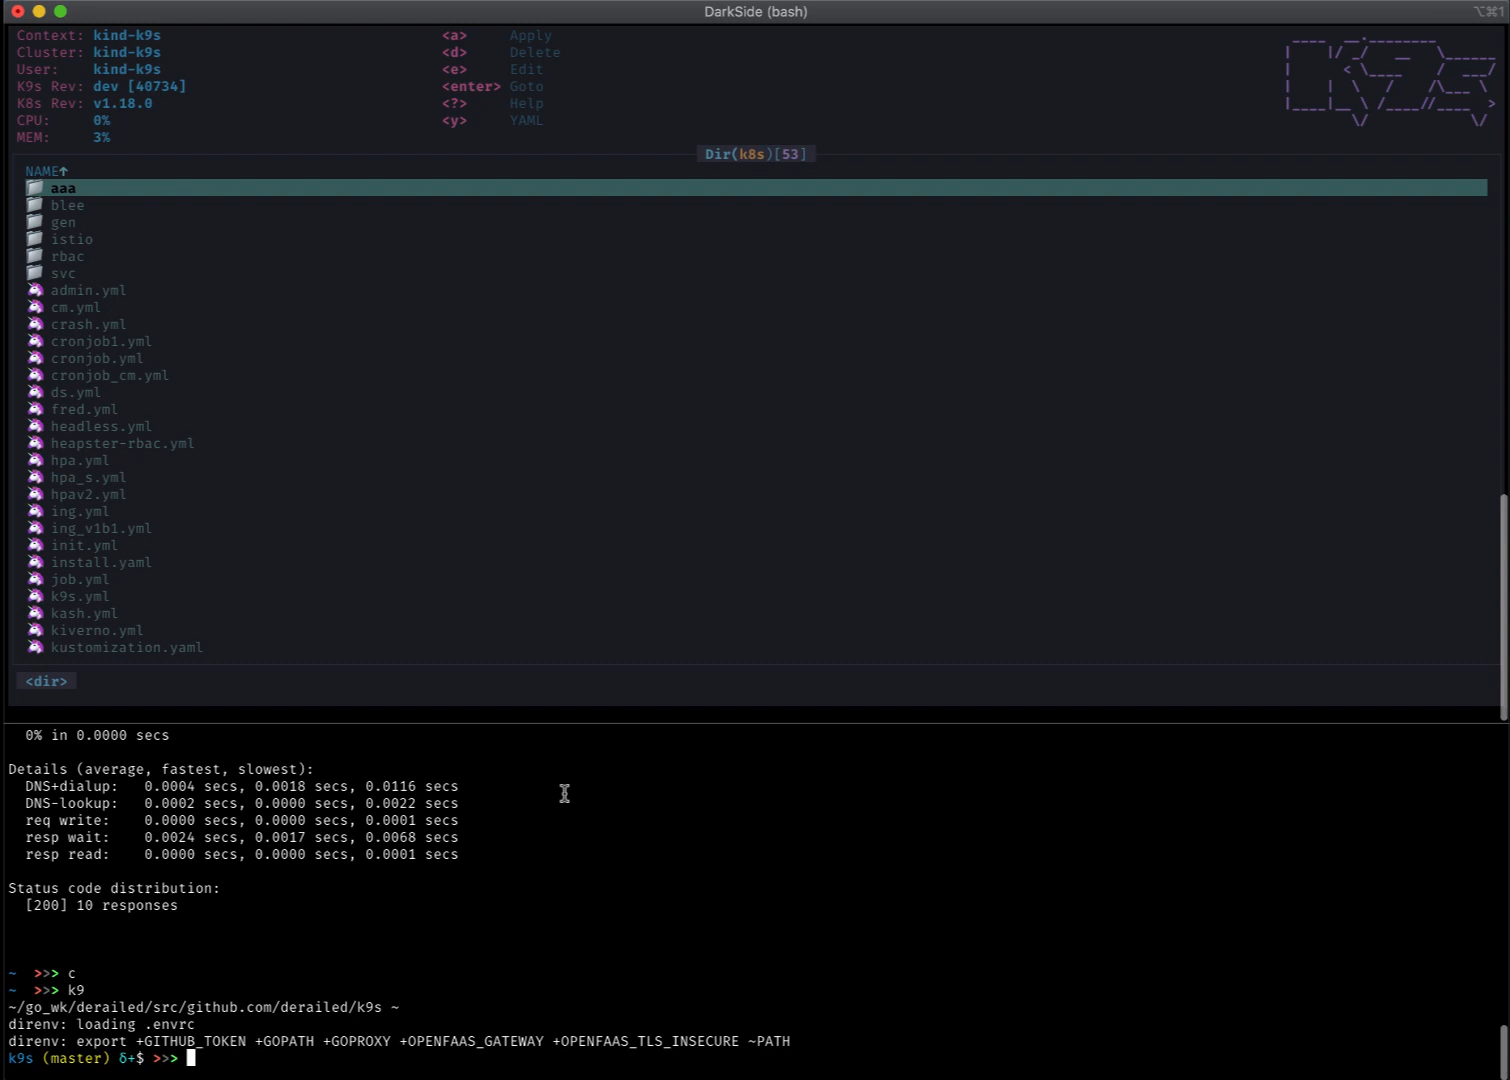 DarkSide (bash)
⌥⌘1
Context: kind-k9s
Cluster: kind-k9s
User: kind-k9s
K9s Rev: dev [40734]
K8s Rev: v1.18.0
CPU: 0%
MEM: 3%
<a> Apply
<d> Delete
<e> Edit
<enter> Goto
<?> Help
<y> YAML
Dir(k8s)[53]
NAME↑
aaa
blee
gen
istio
rbac
svc
admin.yml
cm.yml
crash.yml
cronjob1.yml
cronjob.yml
cronjob_cm.yml
ds.yml
fred.yml
headless.yml
heapster-rbac.yml
hpa.yml
hpa_s.yml
hpav2.yml
ing.yml
ing_v1b1.yml
init.yml
install.yaml
job.yml
k9s.yml
kash.yml
kiverno.yml
kustomization.yaml
<dir>
0% in 0.0000 secs
Details (average, fastest, slowest):
DNS+dialup: 0.0004 secs, 0.0018 secs, 0.0116 secs
DNS-lookup: 0.0002 secs, 0.0000 secs, 0.0022 secs
req write: 0.0000 secs, 0.0000 secs, 0.0001 secs
resp wait: 0.0024 secs, 0.0017 secs, 0.0068 secs
resp read: 0.0000 secs, 0.0000 secs, 0.0001 secs
Status code distribution:
[200] 10 responses
~ >>> c
~ >>> k9
~/go_wk/derailed/src/github.com/derailed/k9s ~
direnv: loading .envrc
direnv: export +GITHUB_TOKEN +GOPATH +GOPROXY +OPENFAAS_GATEWAY +OPENFAAS_TLS_INSECURE ~PATH
k9s (master) δ+$ >>>